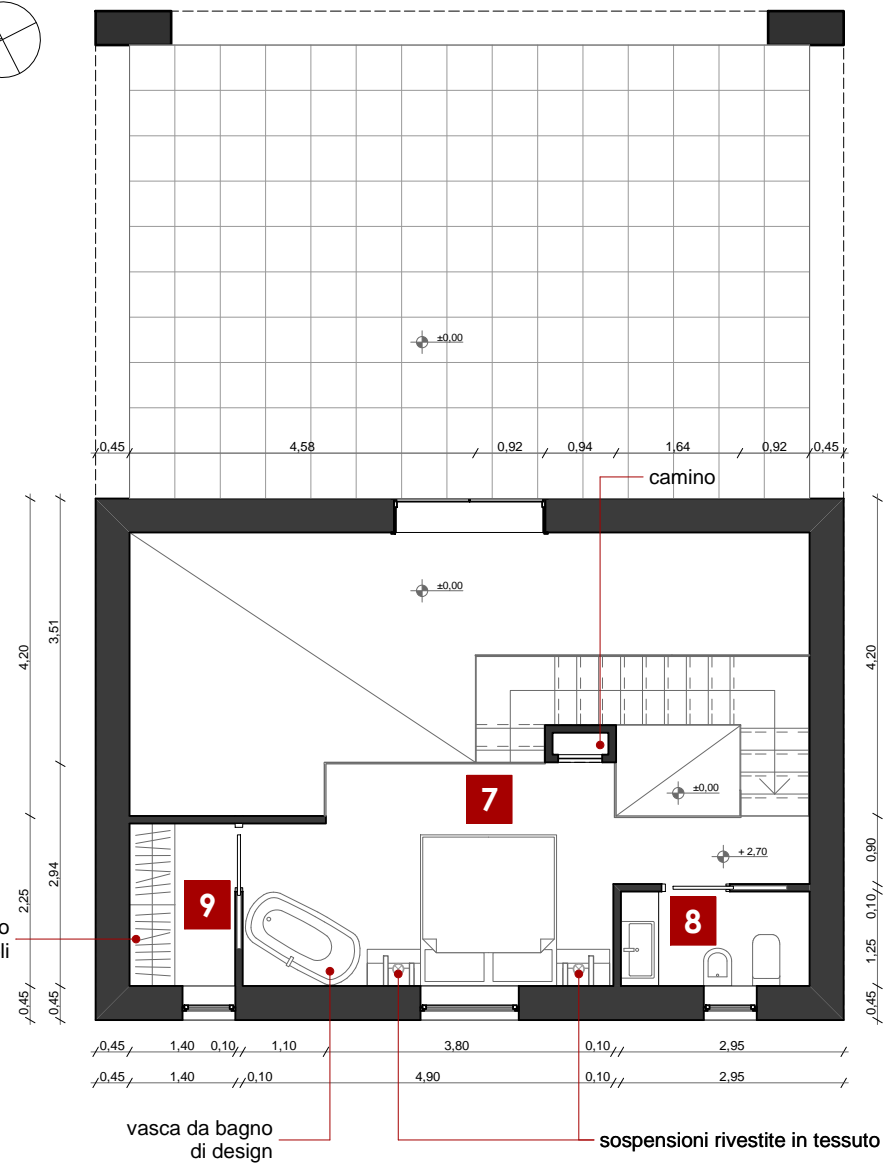 ±0,00
0,45 4,58 0,92 0,94 1,64 0,92 0,45
camino
±0,00
4,20
3,51
4,20
7
±0,00
+ 2,70
0,90
2,25
2,94
9
8
0,10
o
li
1,25
0,45
0,45
0,45
0,45 1,40 0,10 1,10 3,80 0,10 2,95
0,45 1,40 0,10 4,90 0,10 2,95
vasca da bagno
di design
sospensioni rivestite in tessuto